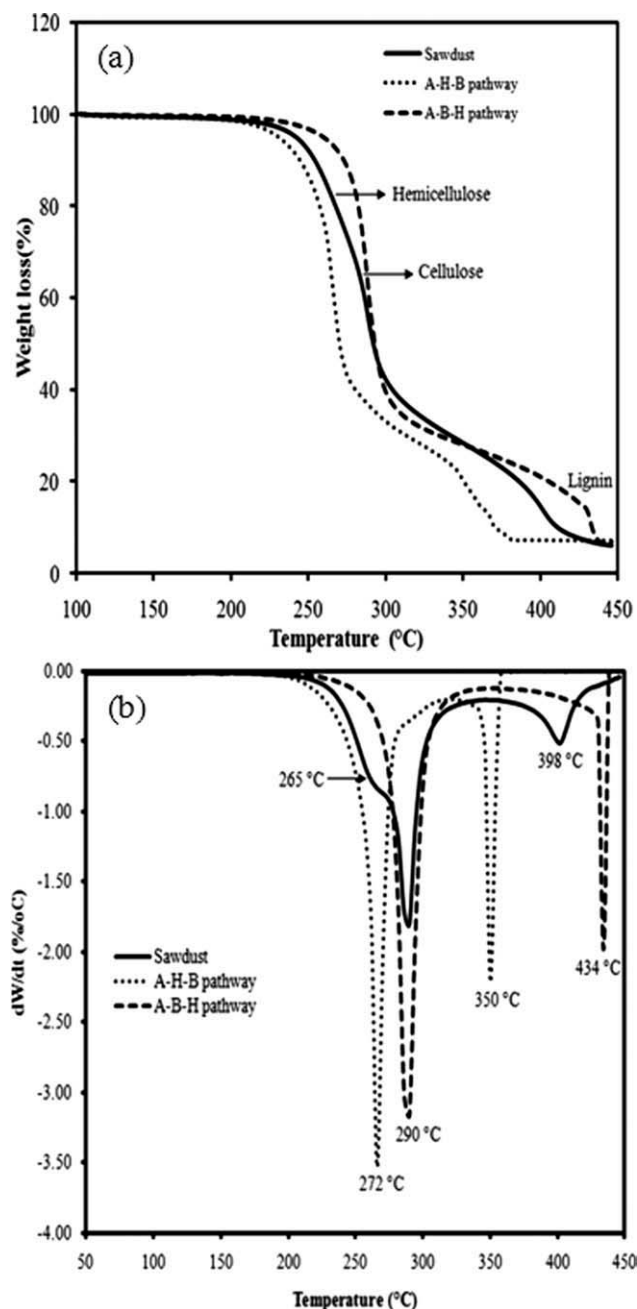 120
(a)
Sawdust
A-H-B pathway
A-B-H pathway
100
80
60
40
20
0
Weight loss(%)
Hemicellulose
Cellulose
Lignin
100
150
200
250
300
350
400
450
Temperature (°C)
0.00
-0.50
-1.00
-1.50
-2.00
-2.50
-3.00
-3.50
-4.00
dW/dt (%/oC)
(b)
265 °C
398 °C
Sawdust
A-H-B pathway
A-B-H pathway
350 °C
434 °C
290 °C
272 °C
50
100
150
200
250
300
350
400
450
Temperature (°C)